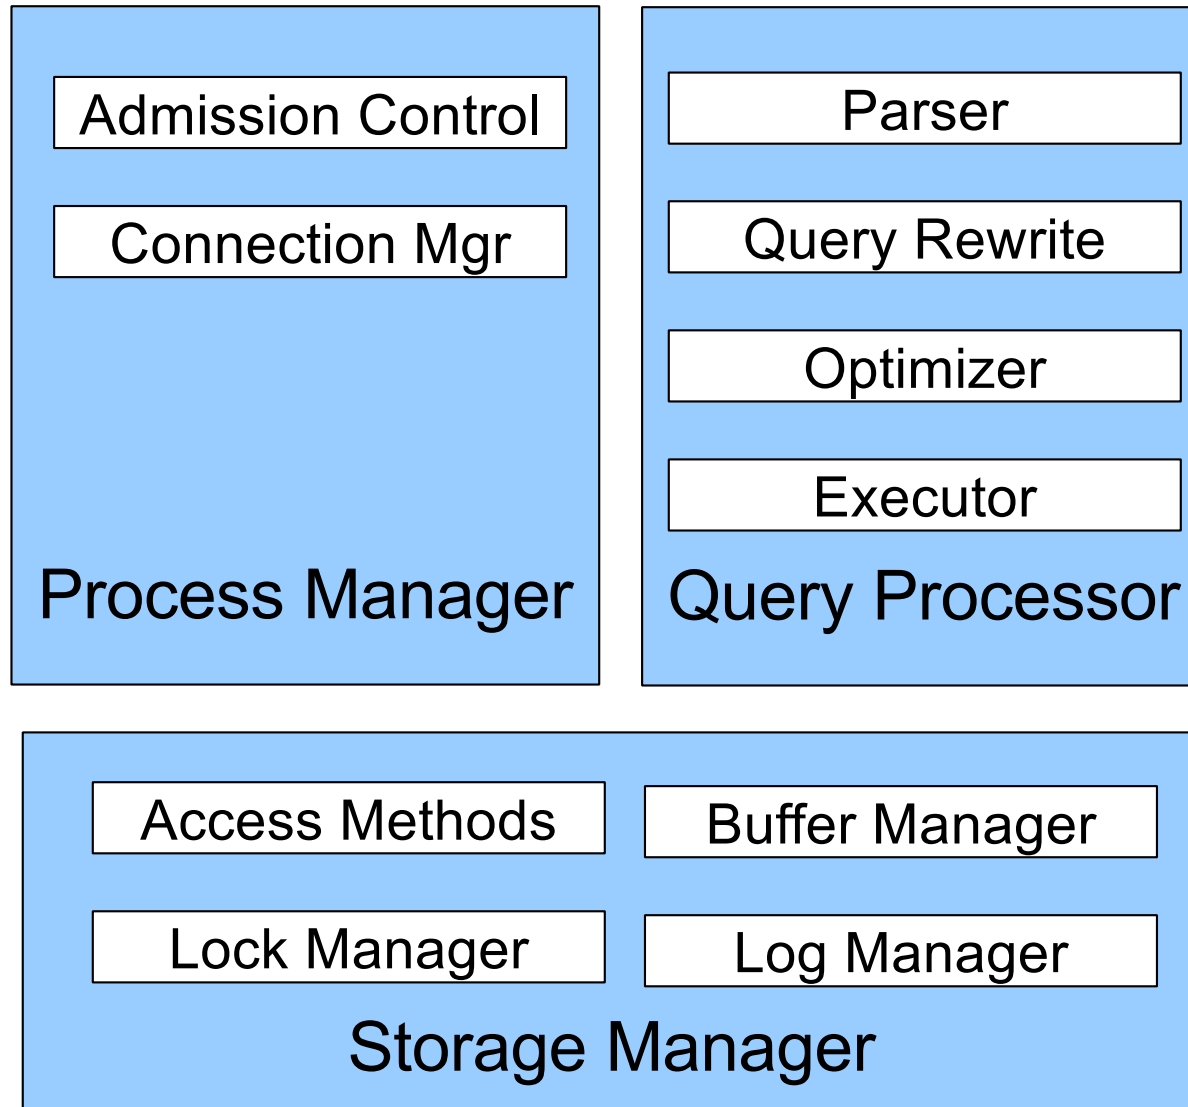 Admission Control
Connection Mgr
Process Manager
Parser
Query Rewrite
Optimizer
Executor
Query Processor
Access Methods
Buffer Manager
Lock Manager
Log Manager
Storage Manager